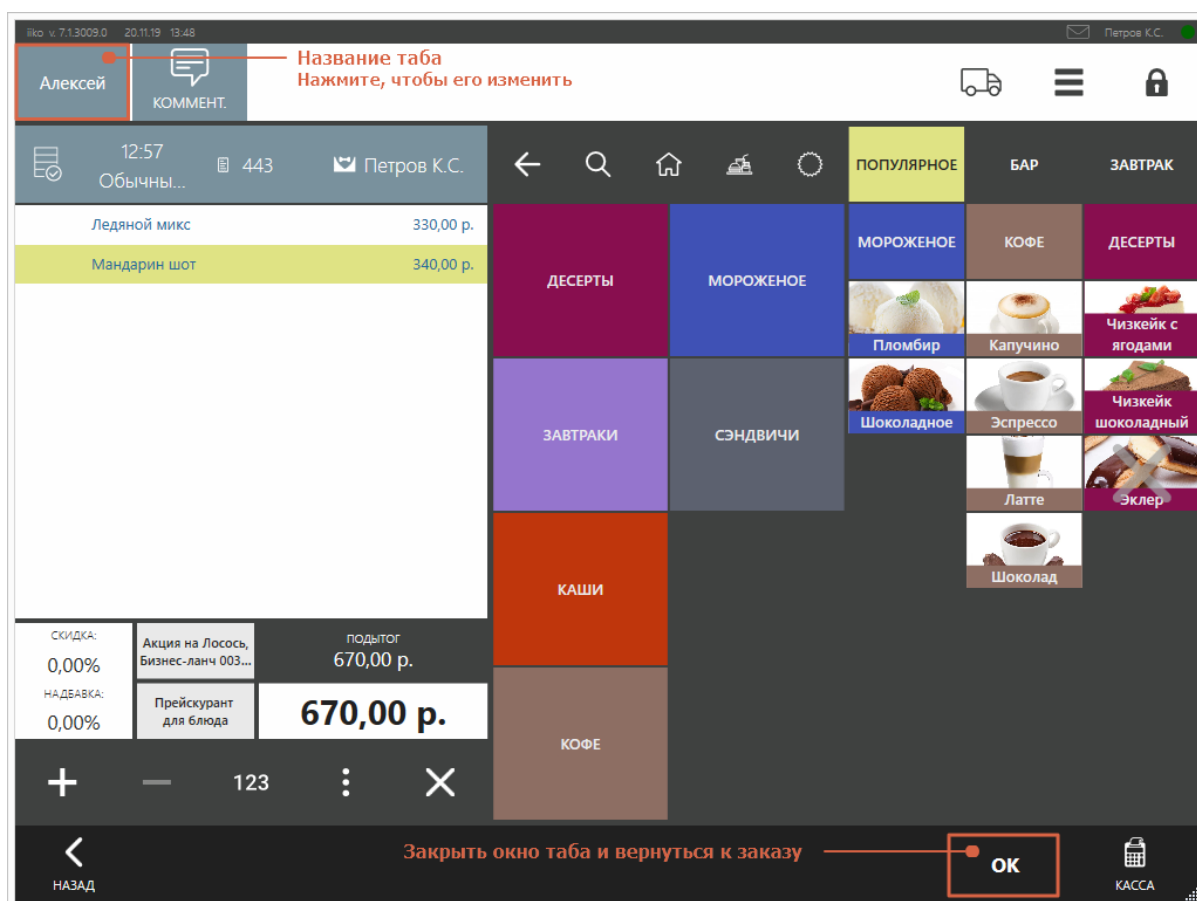 iiko v. 7.1.3009.0 20.11.19 13:48 Петров К.С.
Алексей
КОММЕНТ.
Название таба
Нажмите, чтобы его изменить
12:57
Обычны...
443
Петров К.С.
ПОПУЛЯРНОЕ
БАР
ЗАВТРАК
Ледяной микс 330,00 р.
Мандарин шот 340,00 р.
ДЕСЕРТЫ
МОРОЖЕНОЕ
ЗАВТРАКИ
СЭНДВИЧИ
КАШИ
КОФЕ
МОРОЖЕНОЕ
КОФЕ
ДЕСЕРТЫ
Пломбир
Капучино
Чизкейк с
ягодами
Шоколадное
Эспрессо
Чизкейк
шоколадный
Латте
Эклер
Шоколад
СКИДКА:
0,00%
НАДБАВКА:
0,00%
Акция на Лосось,
Бизнес-ланч 003...
Прейскурант
для блюда
ПОДЫТОГ
670,00 р.
670,00 р.
123
НАЗАД
Закрыть окно таба и вернуться к заказу
ОК
КАССА